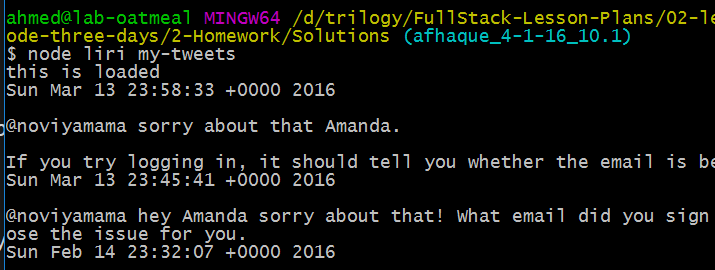 ahmed@lab-oatmeal MINGW64 /d/trilogy/FullStack-Lesson-Plans/02-le
ode-three-days/2-Homework/Solutions (afhaque_4-1-16_10.1)
$ node liri my-tweets
this is loaded
Sun Mar 13 23:58:33 +0000 2016
@noviyamama sorry about that Amanda.
If you try logging in, it should tell you whether the email is be
Sun Mar 13 23:45:41 +0000 2016
@noviyamama hey Amanda sorry about that! What email did you sign
ose the issue for you.
Sun Feb 14 23:32:07 +0000 2016